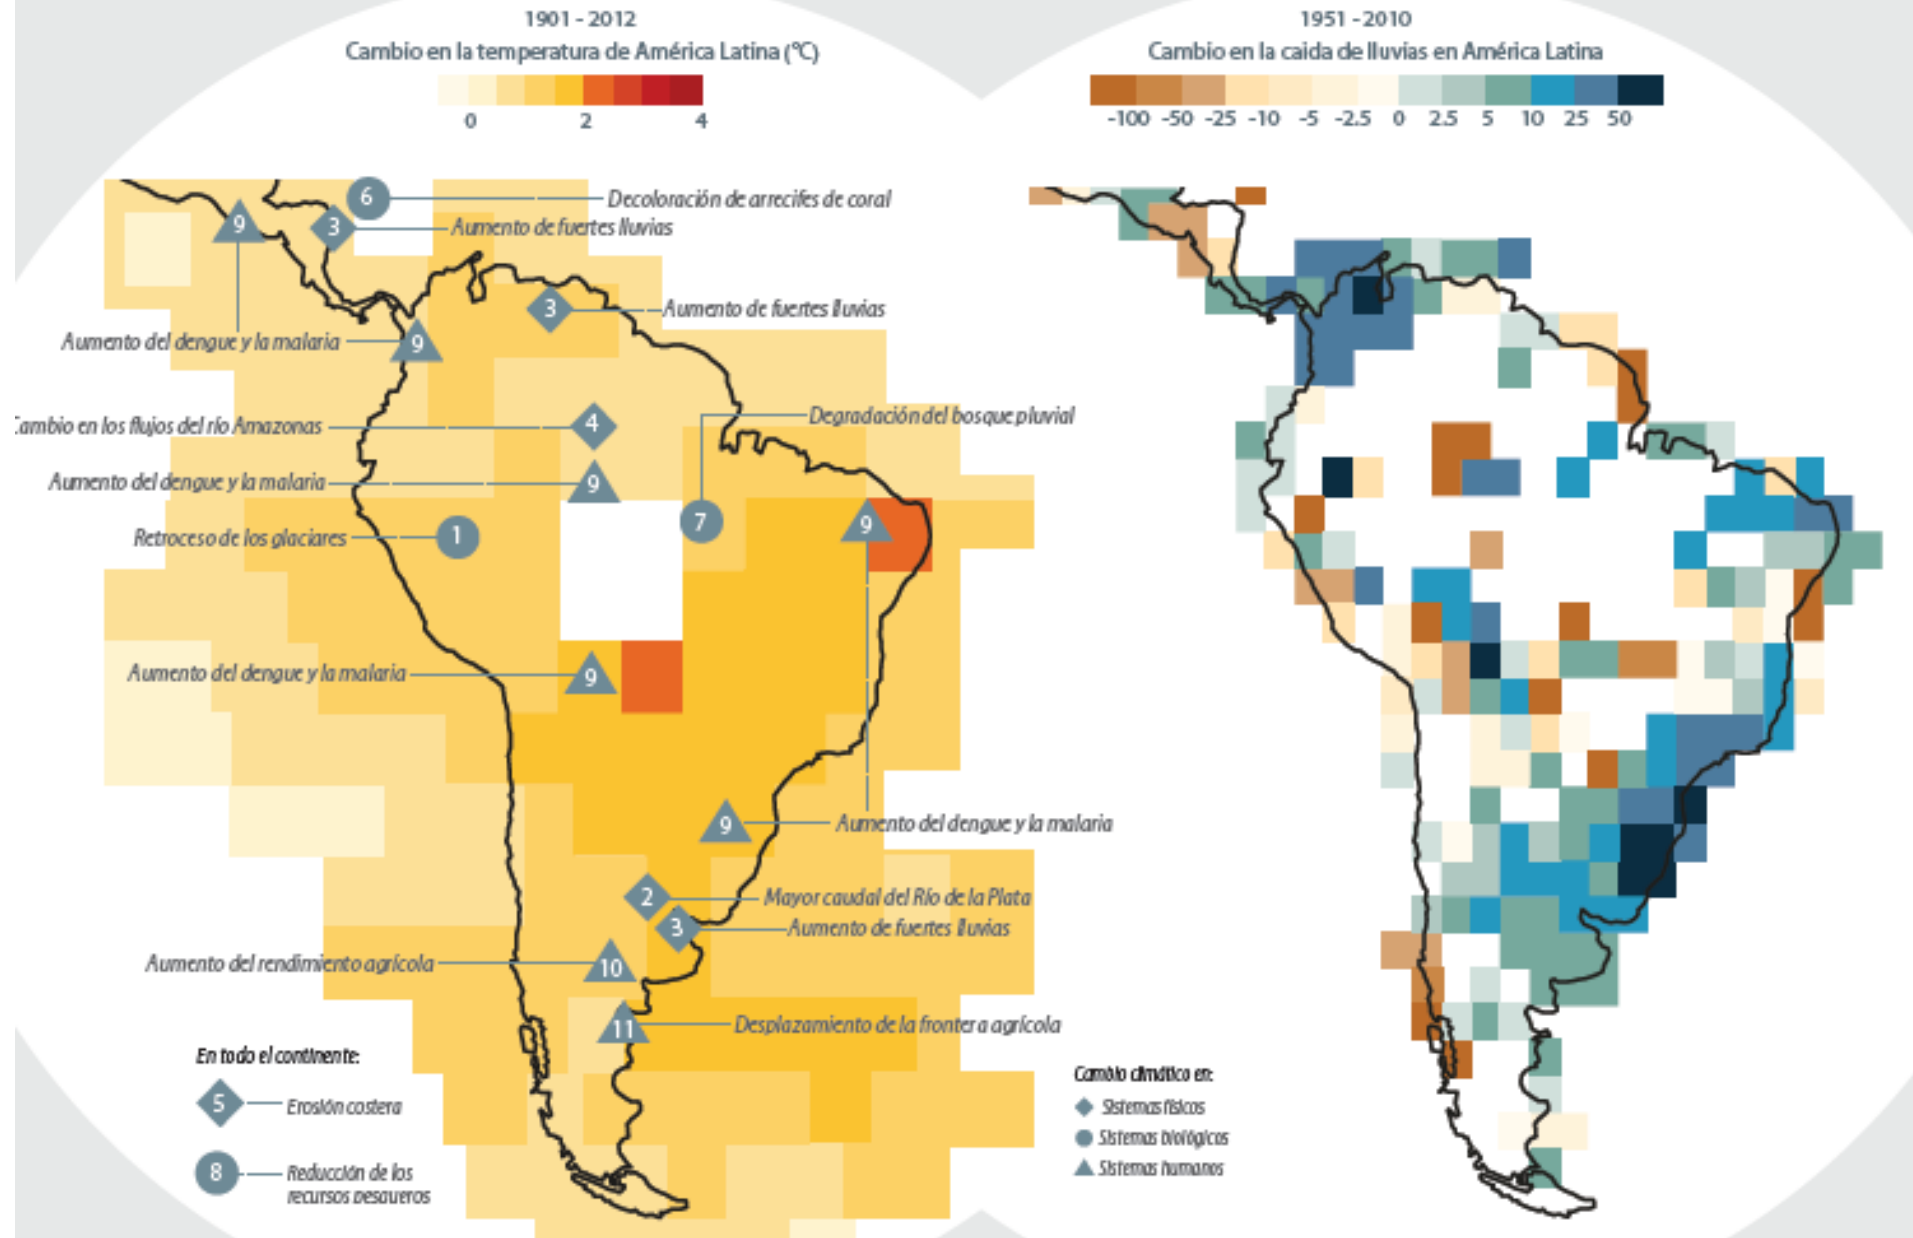 1901 - 2012
Cambio en la temperatura de América Latina (°C)
0 2 4
6 Decoloración de arrecifes de coral
9
3 Aumento de fuertes lluvias
3 Aumento de fuertes lluvias
Aumento del dengue y la malaria 9
Degradación del bosque pluvial
Cambio en los flujos del río Amazonas 4
Aumento del dengue y la malaria 9
7
9
Retroceso de los glaciares 1
Aumento del dengue y la malaria 9
9 Aumento del dengue y la malaria
2 Mayor caudal del Río de la Plata
3 Aumento de fuertes lluvias
Aumento del rendimiento agrícola 10
11 Desplazamiento de la frontera agrícola
En todo el continente:
5 Erosión costera
8 Reducción de los
recursos pesqueros
1951 - 2010
Cambio en la caida de lluvias en América Latina
-100 -50 -25 -10 -5 -2.5 0 2.5 5 10 25 50
Cambio climático en:
Sistemas físicos
Sistemas biológicos
Sistemas humanos